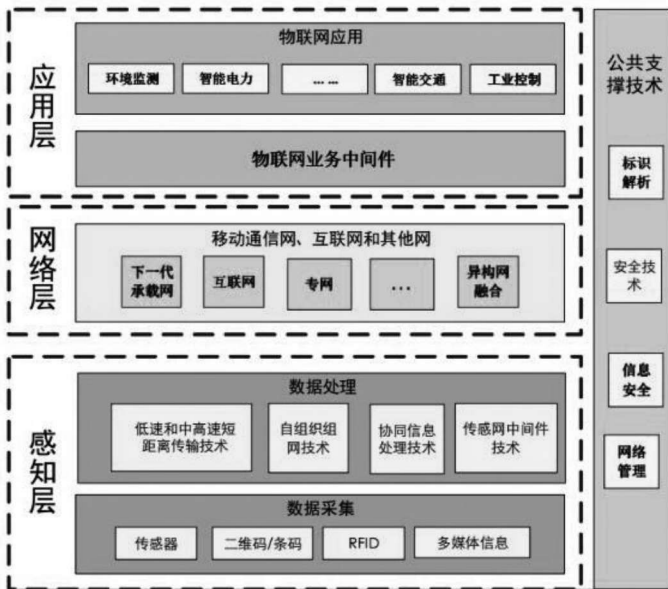 应用层
物联网应用
环境监测
智能电力
... ...
智能交通
工业控制
物联网业务中间件
网络层
移动通信网、互联网和其他网
下一代
承载网
互联网
专网
...
异构网
融合
感知层
数据处理
低速和中高速短
距离传输技术
自组织组
网技术
协同信息
处理技术
传感网中间件
技术
数据采集
传感器
二维码/条码
RFID
多媒体信息
公共支
撑技术
标识
解析
安全技
术
信息
安全
网络
管理